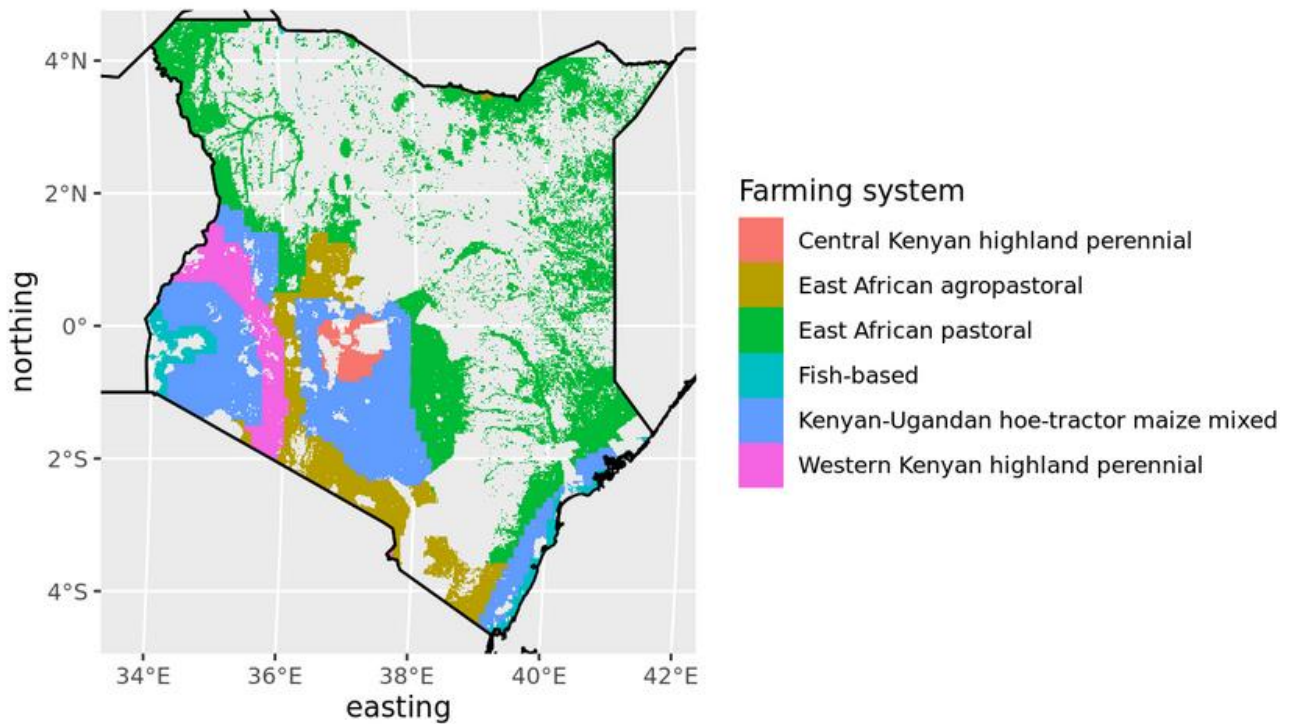 4°N
2°N
0°
2°S
4°S
northing
34°E
36°E
38°E
40°E
42°E
easting
Farming system
Central Kenyan highland perennial
East African agropastoral
East African pastoral
Fish-based
Kenyan-Ugandan hoe-tractor maize mixed
Western Kenyan highland perennial